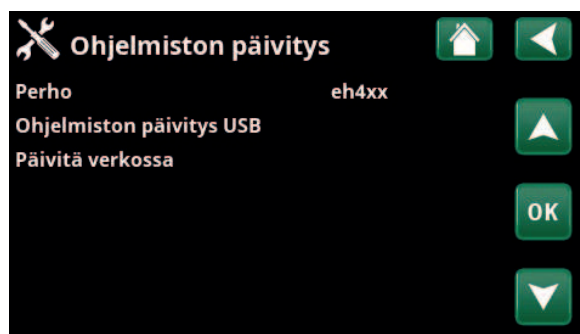 Ohjelmiston päivitys
Perho eh4xx
Ohjelmiston päivitys USB
Päivitä verkossa
OK